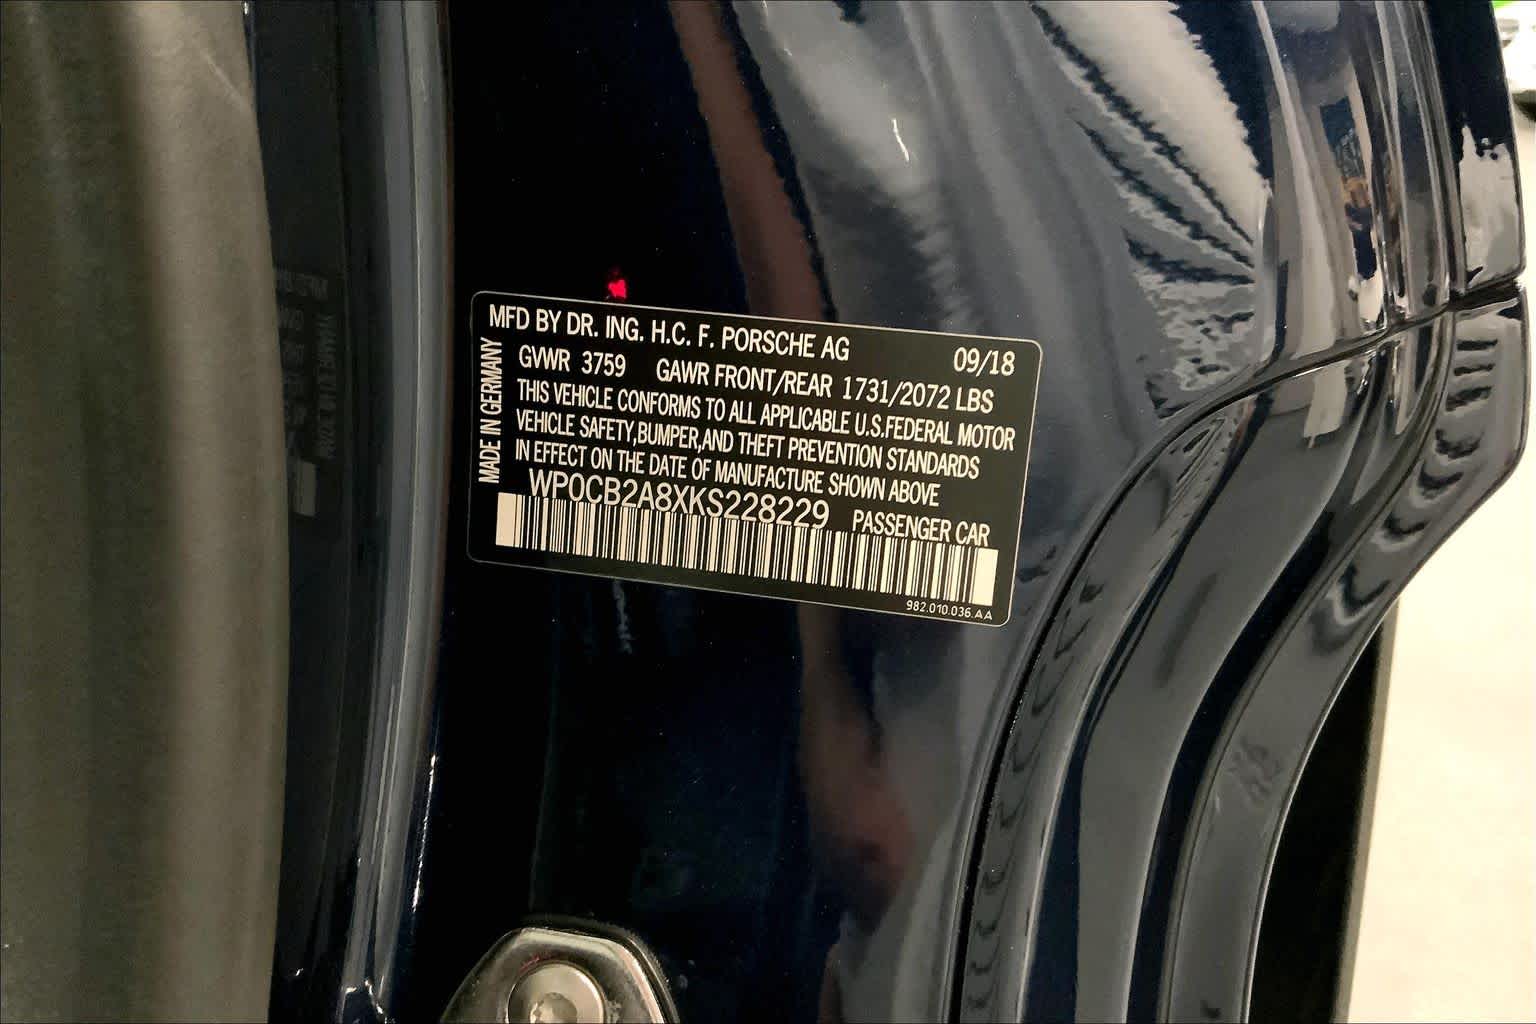 MFD BY DR. ING. H.C. F. PORSCHE AG 09/18
GVWR 3759 GAWR FRONT/REAR 1731/2072 LBS
THIS VEHICLE CONFORMS TO ALL APPLICABLE U.S.FEDERAL MOTOR
VEHICLE SAFETY,BUMPER,AND THEFT PREVENTION STANDARDS
IN EFFECT ON THE DATE OF MANUFACTURE SHOWN ABOVE
WP0CB2A8XKS228229 PASSENGER CAR
982.010.036.AA
MADE IN GERMANY